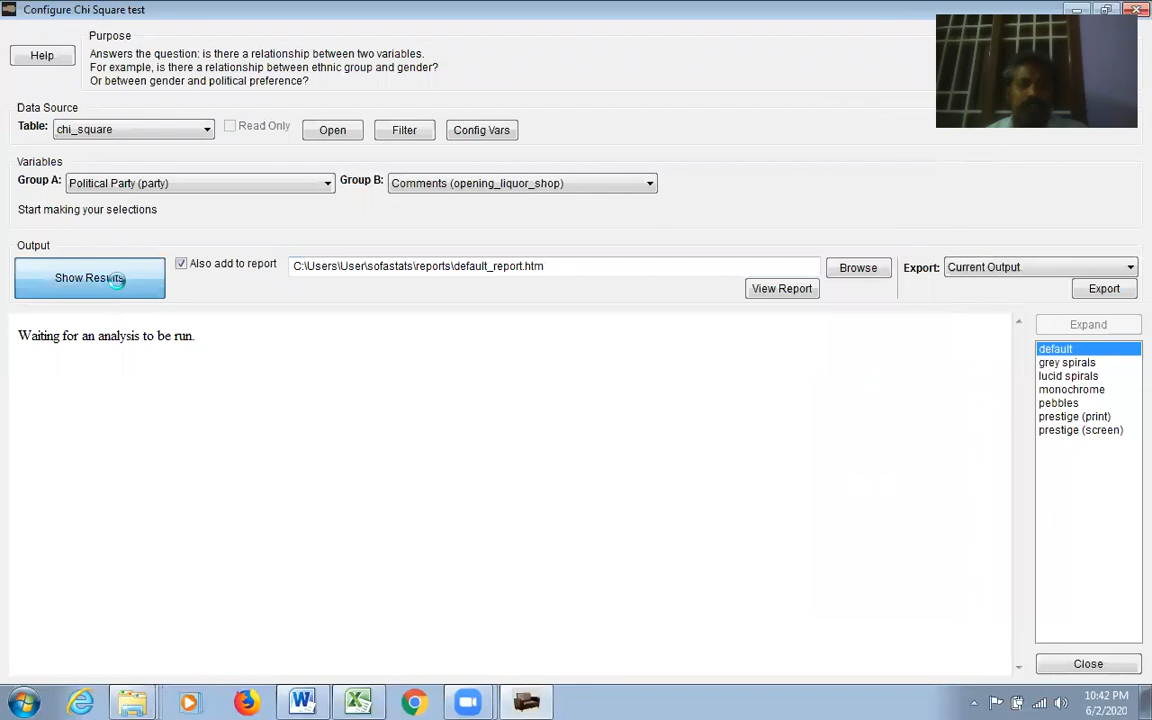 Configure Chi Square test
Help
Purpose
Answers the question: is there a relationship between two variables.
For example, is there a relationship between ethnic group and gender?
Or between gender and political preference?
Data Source
Table: chi_square Read Only Open Filter Config Vars
Variables
Group A: Political Party (party) Group B: Comments (opening_liquor_shop)
Start making your selections
Output
Show Results Also add to report C:\Users\User\sofastats\reports\default_report.htm Browse Export: Current Output
View Report Export
Waiting for an analysis to be run.
Expand
default
grey spirals
lucid spirals
monochrome
pebbles
prestige (print)
prestige (screen)
Close
10:42 PM
6/2/2020